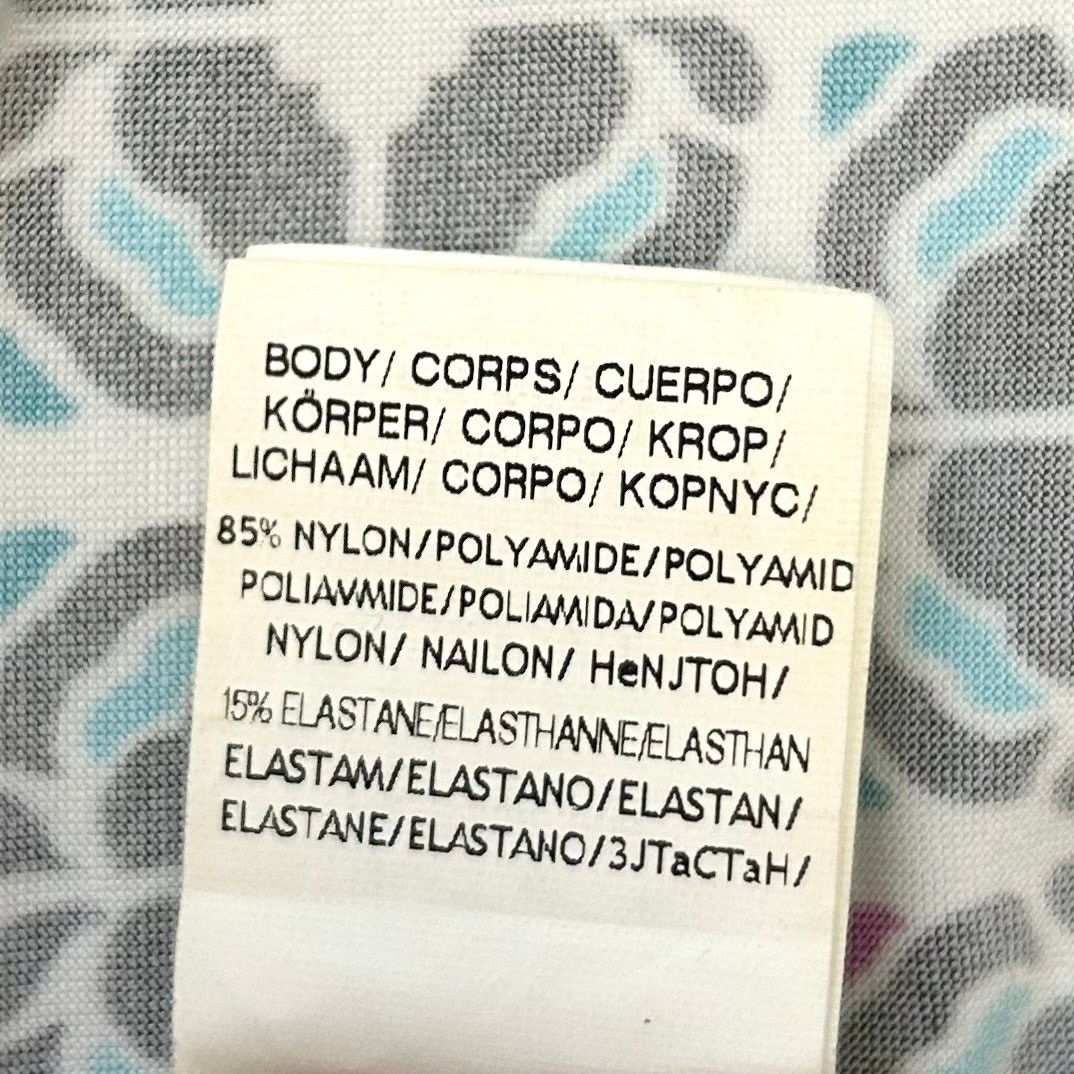 BODY/ CORPS/ CUERPO/
KÖRPER/ CORPO/ KROP/
LICHAAM/ CORPO/ KOPNYC/
85% NYLON/POLYAMIDE/POLYAMID
POLIAVMIDE/POLIAMIDA/POLYAMID
NYLON/ NAILON/ HeNJTOH/
15% ELASTANE/ELASTHANNE/ELASTHAN
ELASTAM/ELASTANO/ELASTAN/
ELASTANE/ELASTANO/3JTaCTaH/